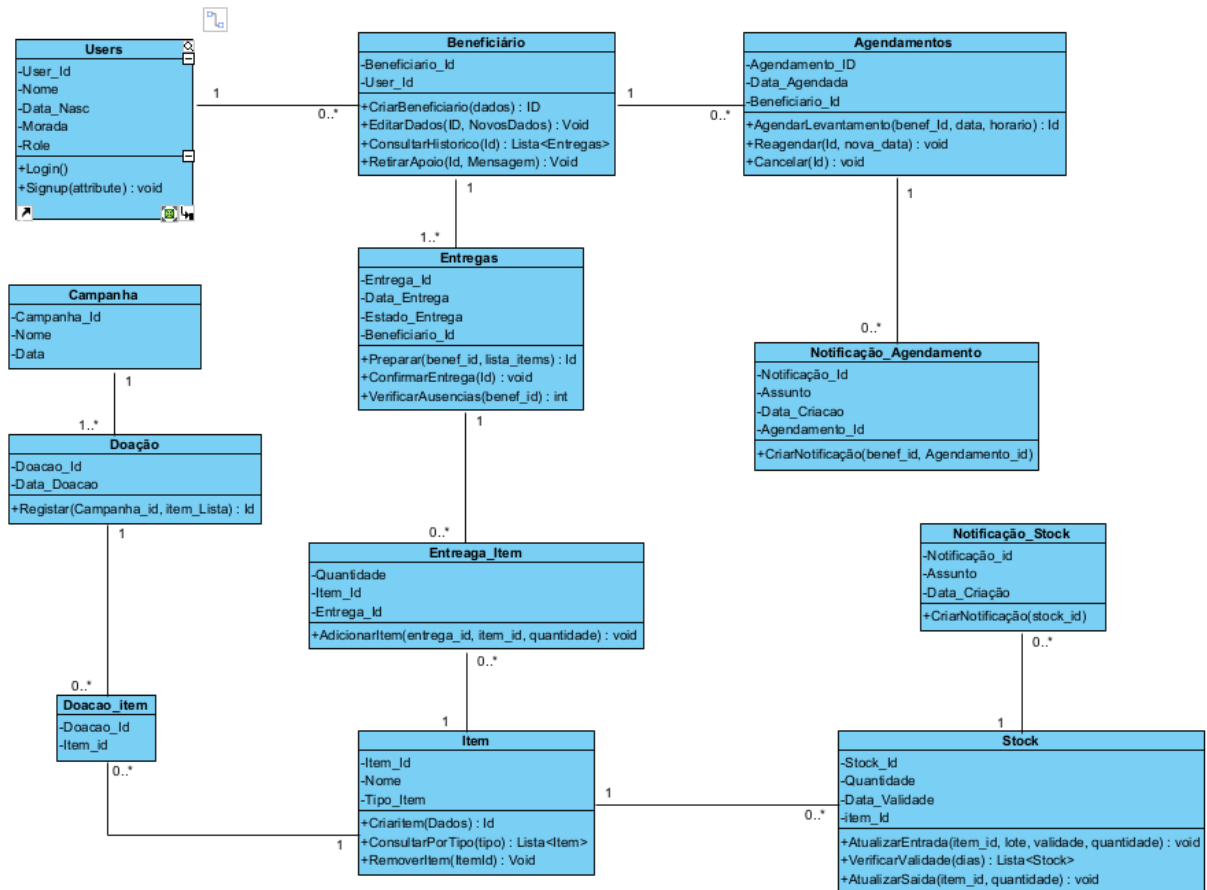 Users
-User_Id
-Nome
-Data_Nasc
-Morada
-Role
+Login()
+Signup(attribute) : void
1
0..*
Beneficiário
-Beneficiario_Id
-User_Id
+CriarBeneficiario(dados) : ID
+EditarDados(ID, NovosDados) : Void
+ConsultarHistorico(Id) : Lista<Entregas>
+RetirarApoio(Id, Mensagem) : Void
1
0..*
Agendamentos
-Agendamento_ID
-Data_Agendada
-Beneficiario_Id
+AgendarLevantamento(benef_Id, data, horario) : Id
+Reagendar(Id, nova_data) : void
+Cancelar(Id) : void
1
1..*
Entregas
-Entrega_Id
-Data_Entrega
-Estado_Entrega
-Beneficiario_Id
+Preparar(benef_id, lista_items) : Id
+ConfirmarEntrega(Id) : void
+VerificarAusencias(benef_id) : int
1
0..*
Notificação_Agendamento
-Notificação_Id
-Assunto
-Data_Criacao
-Agendamento_Id
+CriarNotificação(benef_id, Agendamento_id)
Campanha
-Campanha_Id
-Nome
-Data
1
1..*
Doação
-Doacao_Id
-Data_Doacao
+Registar(Campanha_id, item_Lista) : Id
1
0..*
1
0..*
Entreaga_Item
-Quantidade
-Item_Id
-Entrega_Id
+AdicionarItem(entrega_id, item_id, quantidade) : void
0..*
1
Notificação_Stock
-Notificação_id
-Assunto
-Data_Criação
+CriarNotificação(stock_id)
0..*
1
Doacao_item
-Doacao_Id
-Item_id
0..*
1
Item
-Item_Id
-Nome
-Tipo_Item
+Criaritem(Dados) : Id
+ConsultarPorTipo(tipo) : Lista<Item>
+RemoverItem(ItemId) : Void
1
0..*
Stock
-Stock_Id
-Quantidade
-Data_Validade
-item_Id
+AtualizarEntrada(item_id, lote, validade, quantidade) : void
+VerificarValidade(dias) : Lista<Stock>
+AtualizarSaida(item_id, quantidade) : void